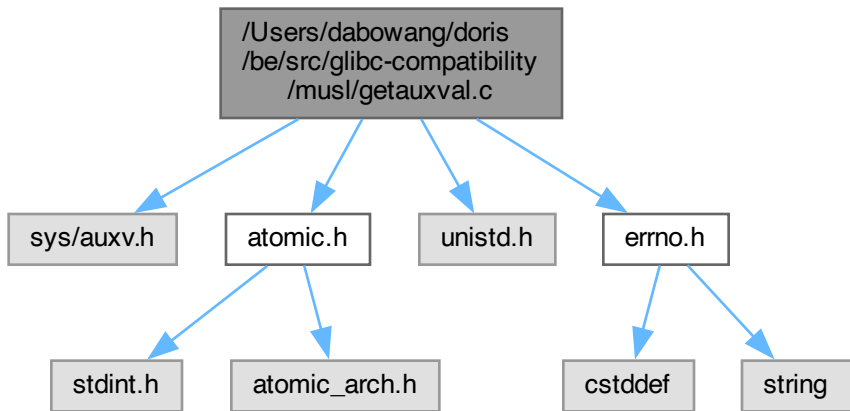 /Users/dabowang/doris
/be/src/glibc-compatibility
/musl/getauxval.c
sys/auxv.h
atomic.h
unistd.h
errno.h
stdint.h
atomic_arch.h
cstddef
string